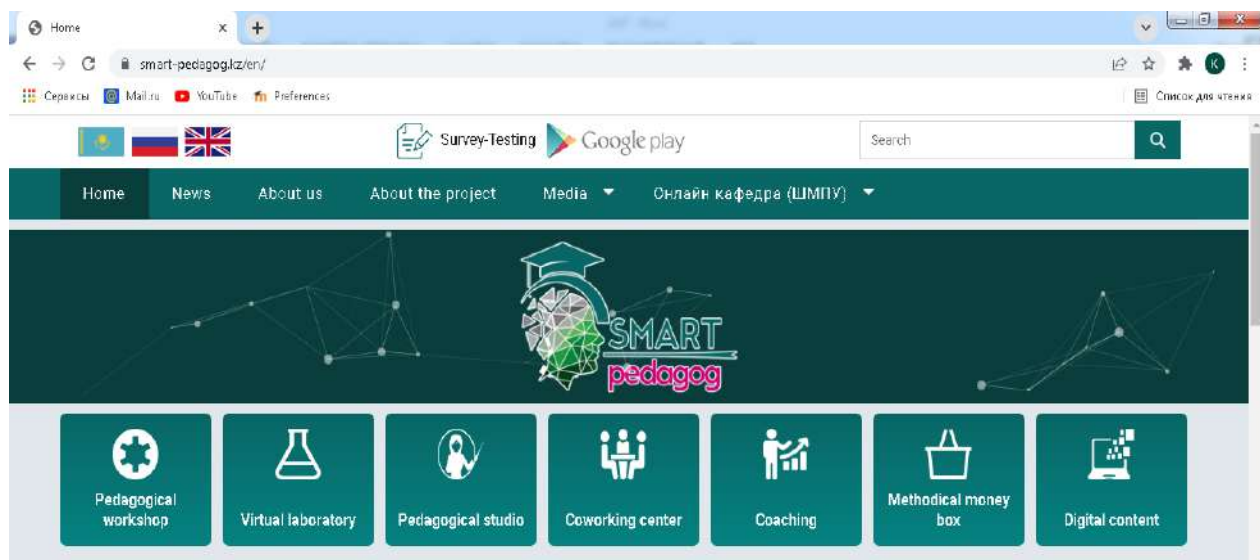 Home
smart-pedagog.kz/en/
Сервисы Mail.ru YouTube Preferences Список для чтения
Survey-Testing Google play Search
Home News About us About the project Media Онлайн кафедра (ШМПУ)
SMART
pedagog
Pedagogical workshop
Virtual laboratory
Pedagogical studio
Coworking center
Coaching
Methodical money box
Digital content